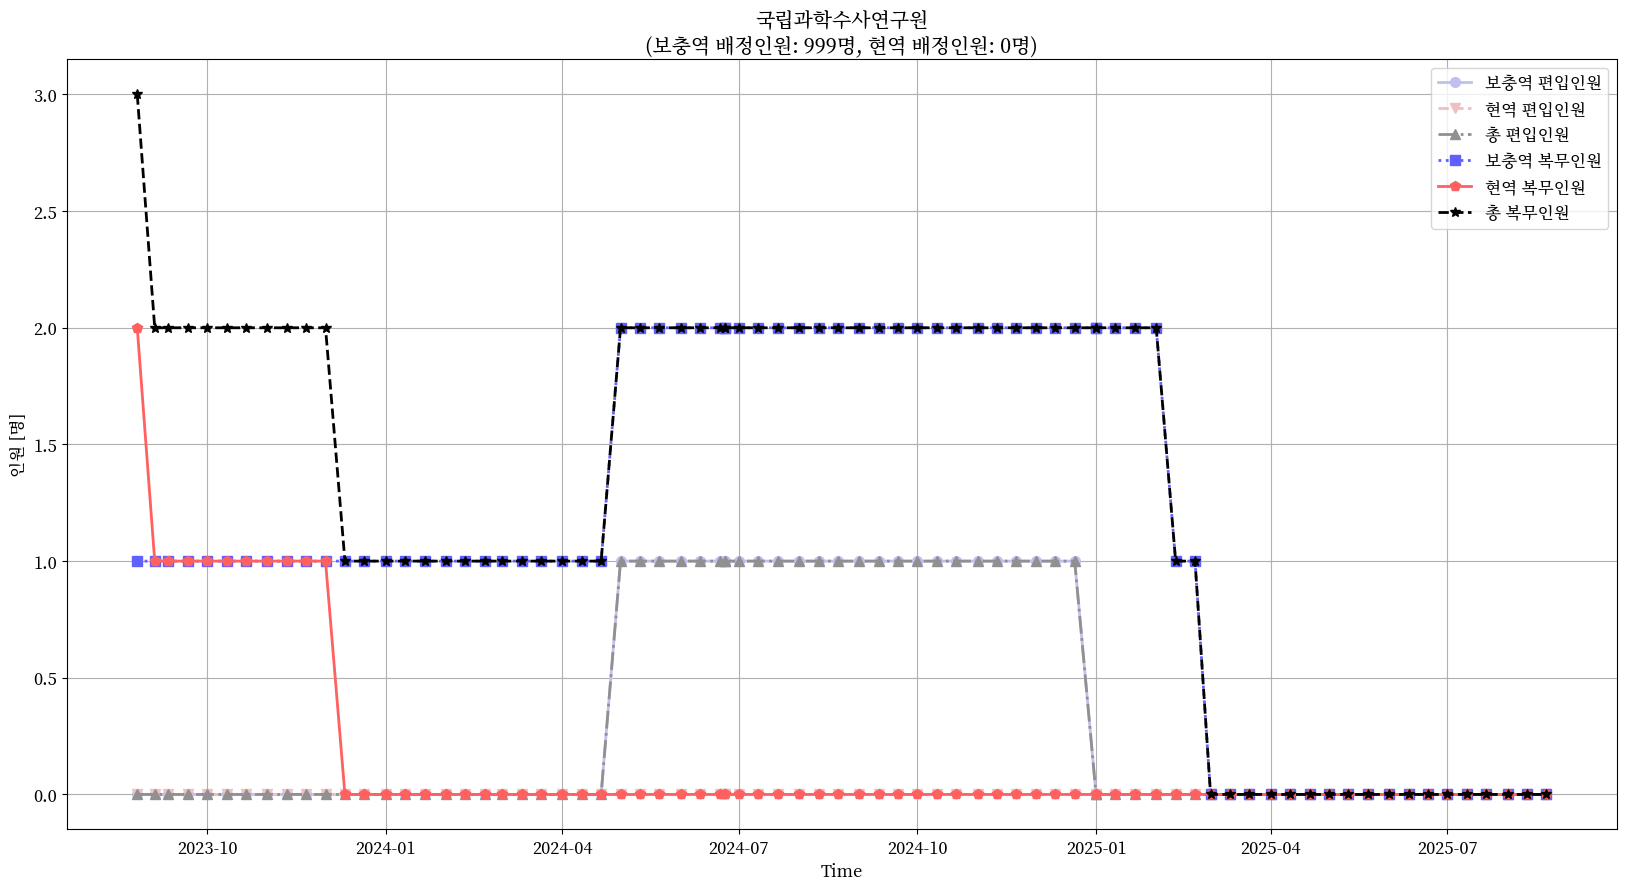 국립과학수사연구원
(보충역 배정인원: 999명, 현역 배정인원: 0명)
보충역 편입인원
현역 편입인원
총 편입인원
보충역 복무인원
현역 복무인원
총 복무인원
3.0
2.5
2.0
1.5
1.0
0.5
0.0
인원 [명]
2023-10
2024-01
2024-04
2024-07
2024-10
2025-01
2025-04
2025-07
Time